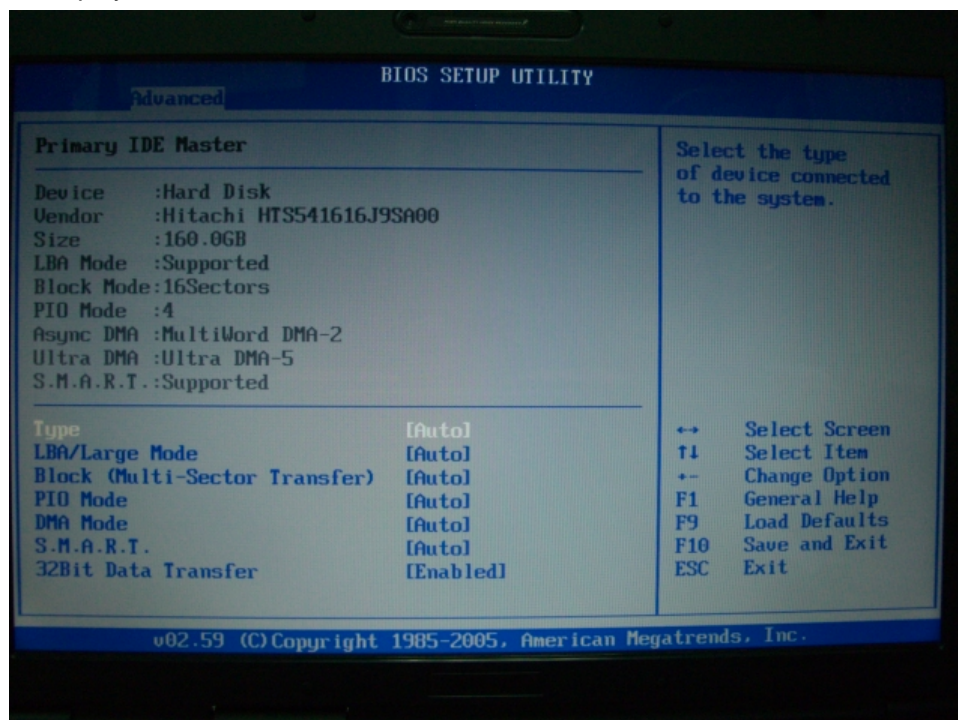 BIOS SETUP UTILITY
Advanced
Primary IDE Master
Device :Hard Disk
Vendor :Hitachi HTS541616J9SA00
Size :160.0GB
LBA Mode :Supported
Block Mode:16Sectors
PIO Mode :4
Async DMA :MultiWord DMA-2
Ultra DMA :Ultra DMA-5
S.M.A.R.T.:Supported
Type [Auto]
LBA/Large Mode [Auto]
Block (Multi-Sector Transfer) [Auto]
PIO Mode [Auto]
DMA Mode [Auto]
S.M.A.R.T. [Auto]
32Bit Data Transfer [Enabled]
Select the type
of device connected
to the system.
↔ Select Screen
↑↓ Select Item
+- Change Option
F1 General Help
F9 Load Defaults
F10 Save and Exit
ESC Exit
v02.59 (C)Copyright 1985-2005, American Megatrends, Inc.